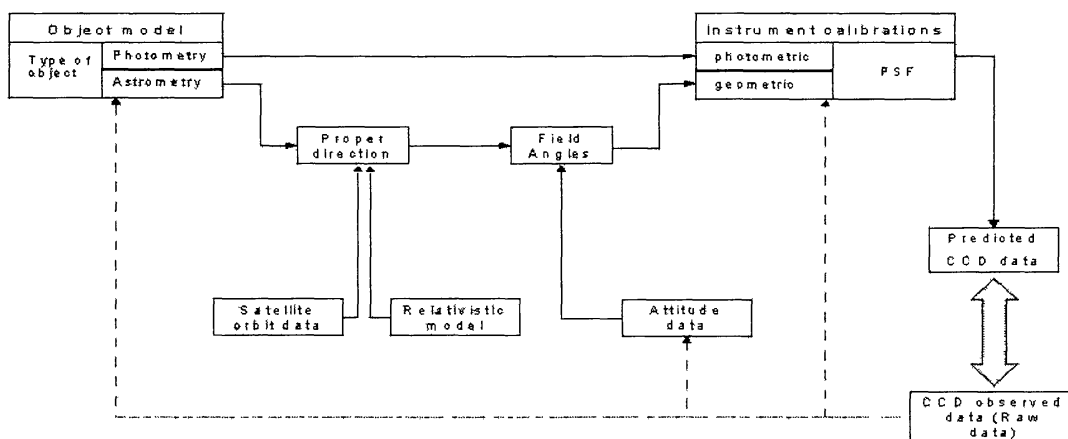 Object model
Instrument calibrations
Type of
object
Photometry
Astrometry
photometric
geometric
PSF
Proper
direction
Field
Angles
Predicted
CCD data
Satellite
orbit data
Relativistic
model
Attitude
data
CCD observed
data (Raw
data)